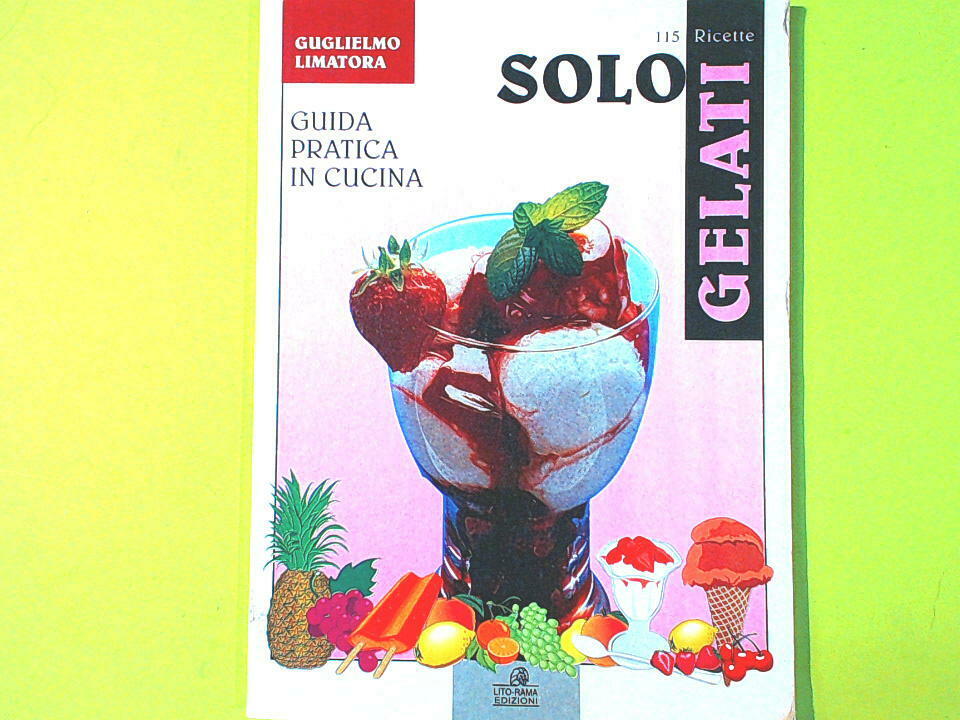 GUGLIELMO
LIMATORA
115 Ricette
SOLO
GELATI
GUIDA
PRATICA
IN CUCINA
LITO-RAMA
EDIZIONI